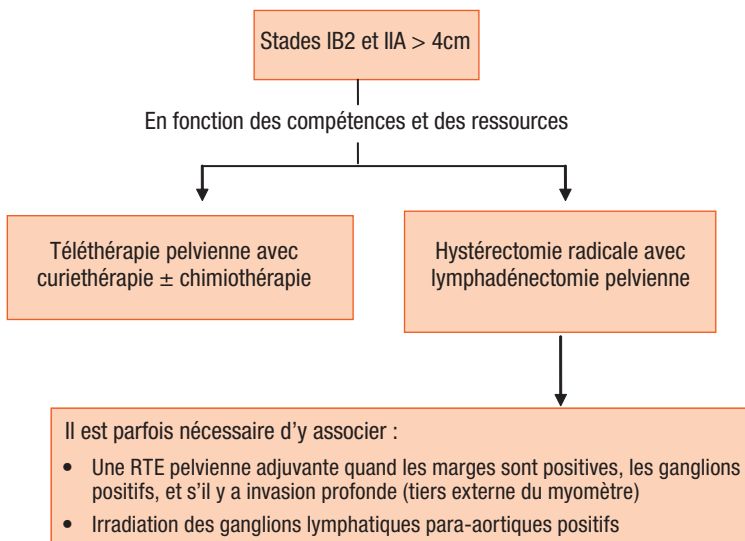 Stades IB2 et IIA > 4cm
En fonction des compétences et des ressources
Téléthérapie pelvienne avec
curiethérapie ± chimiothérapie
Hystérectomie radicale avec
lymphadénectomie pelvienne
Il est parfois nécessaire d’y associer :
• Une RTE pelvienne adjuvante quand les marges sont positives, les ganglions
positifs, et s’il y a invasion profonde (tiers externe du myomètre)
• Irradiation des ganglions lymphatiques para-aortiques positifs